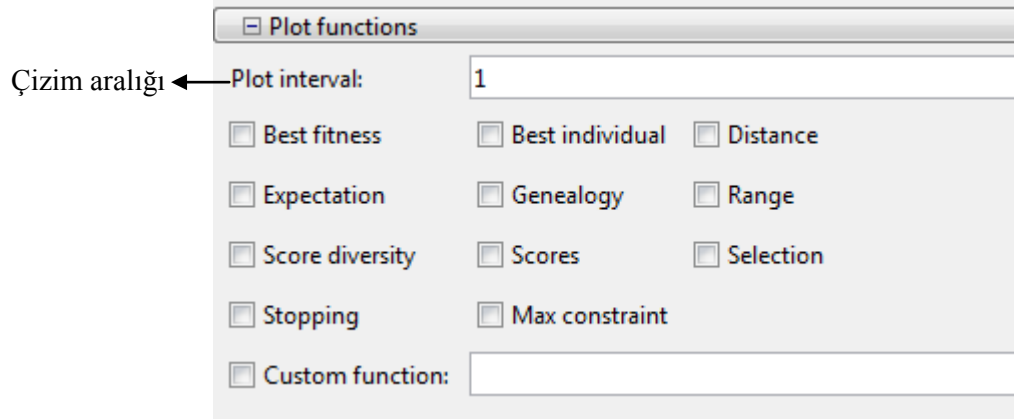 Plot functions
Çizim aralığı Plot interval: 1
Best fitness Best individual Distance
Expectation Genealogy Range
Score diversity Scores Selection
Stopping Max constraint
Custom function: